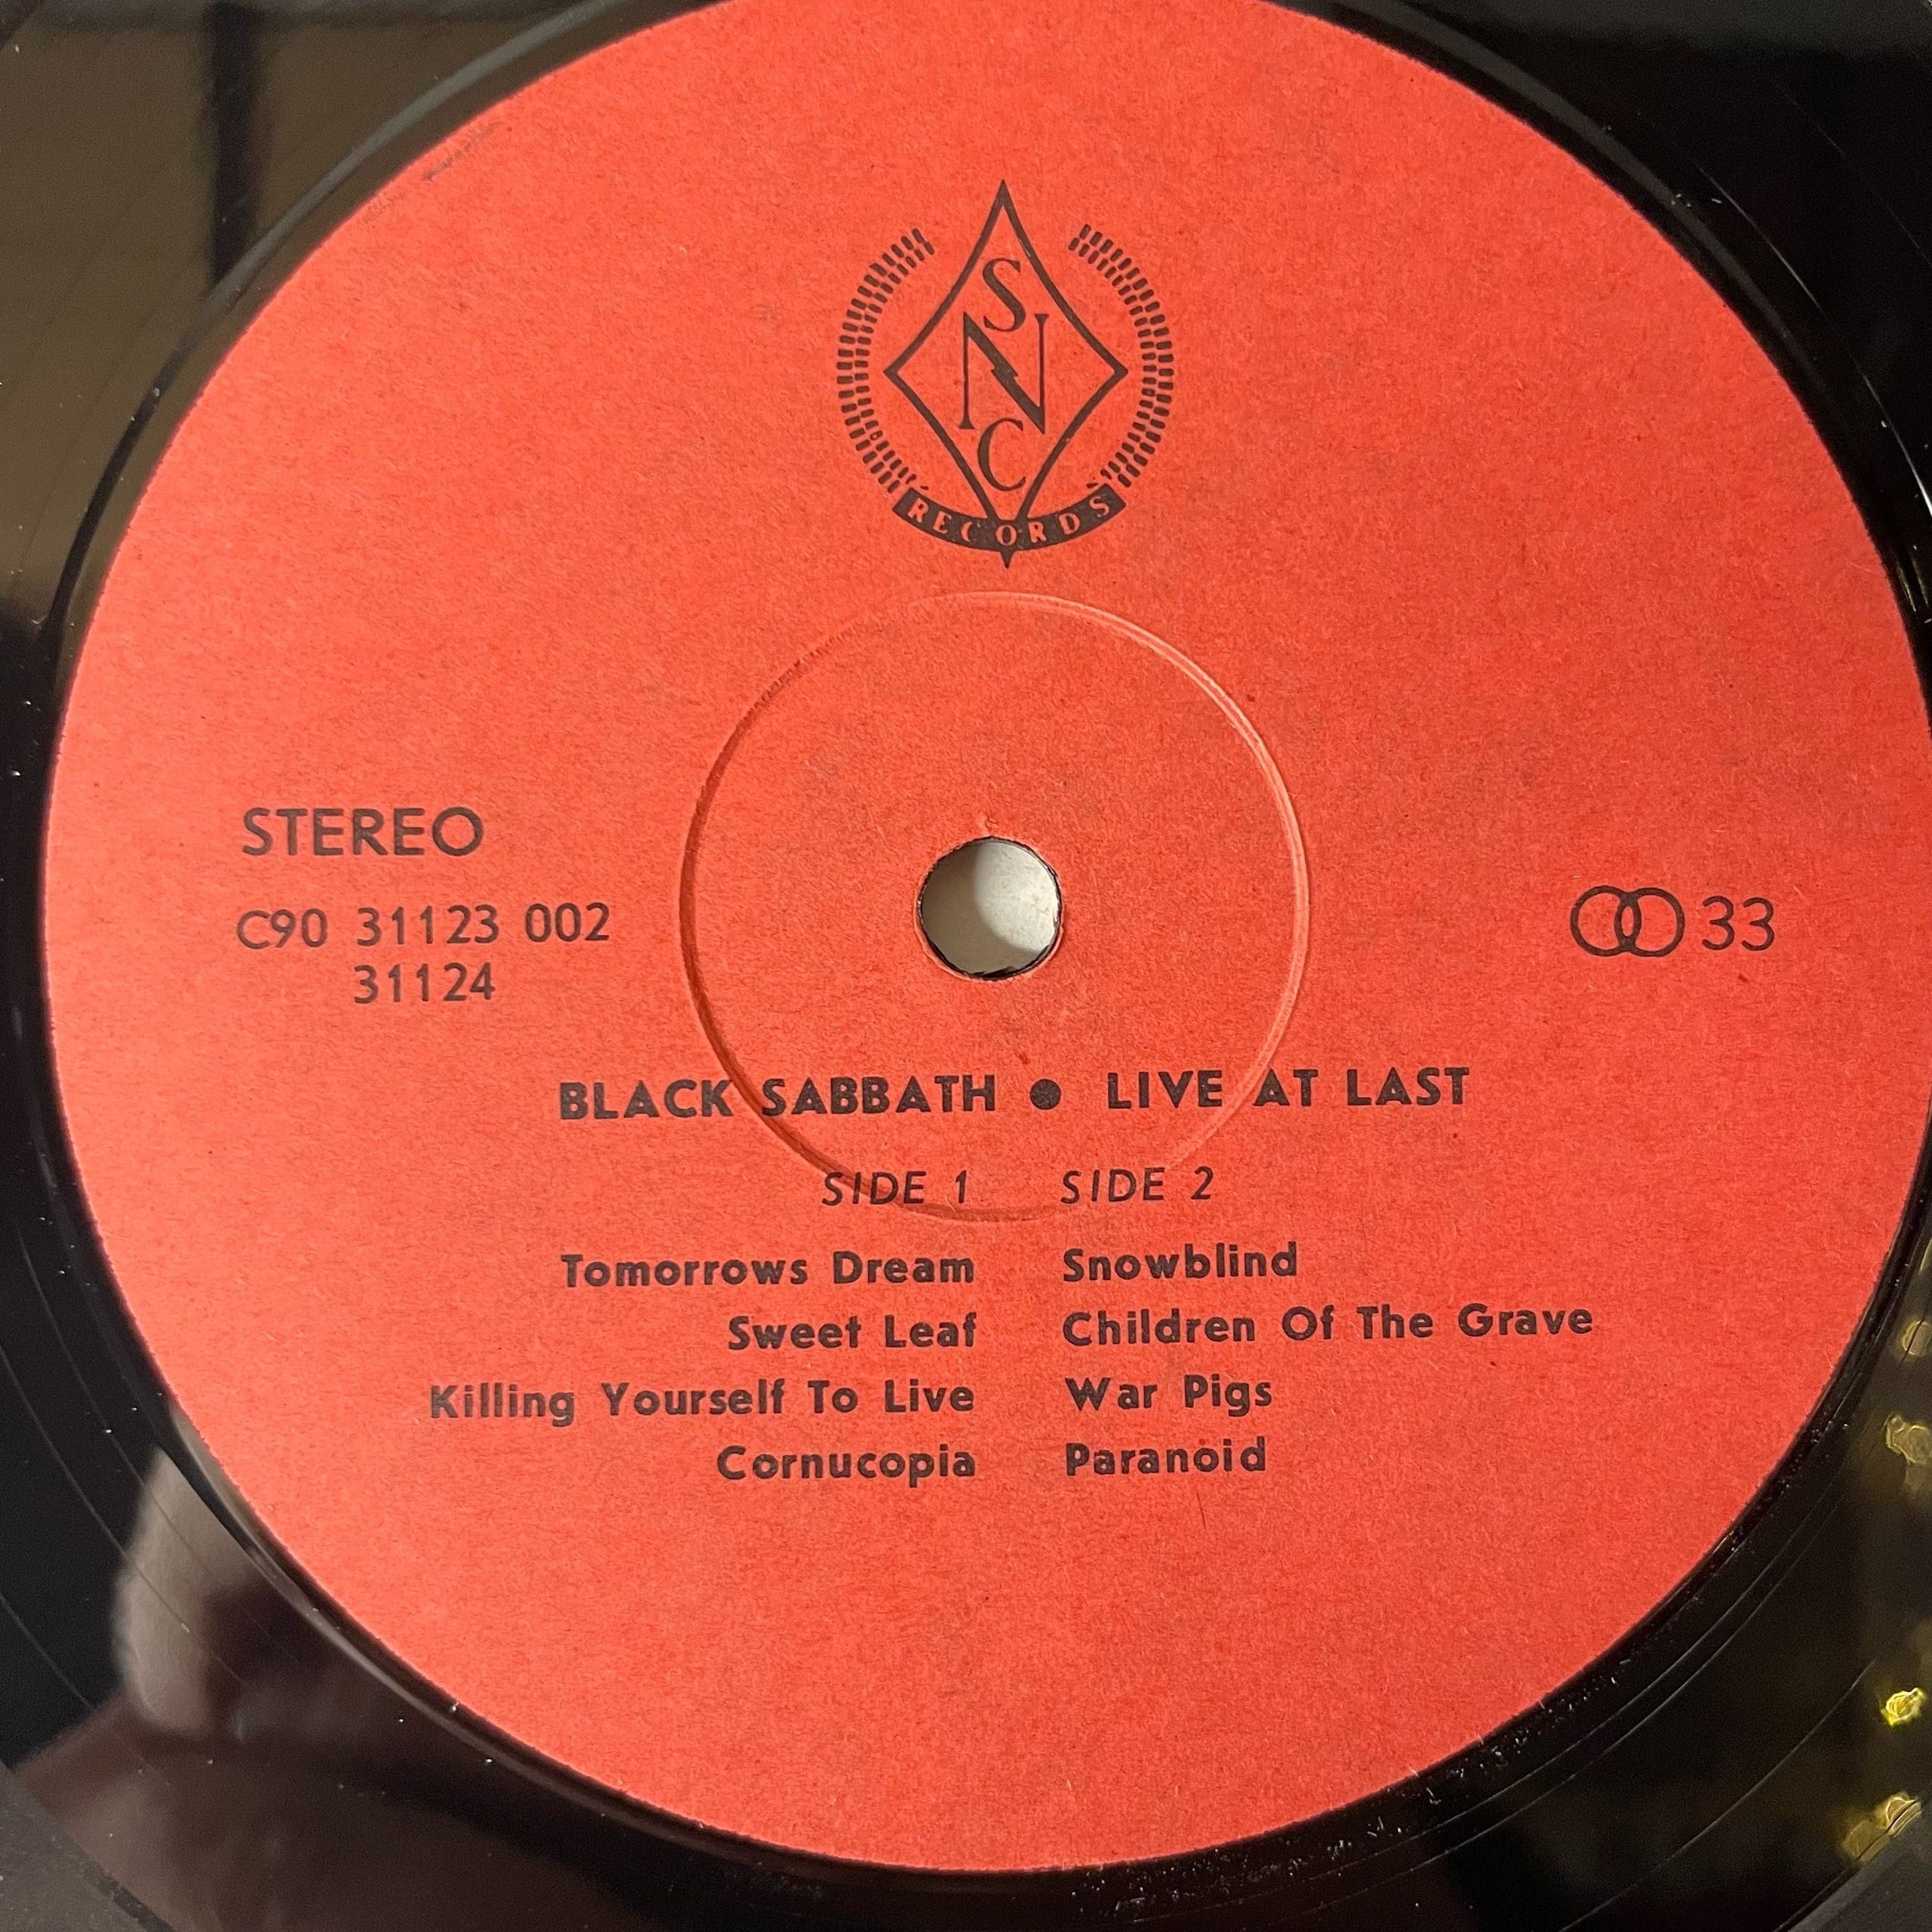 S
N
C
RECORDS
STEREO
C90 31123 002
31124
33
BLACK SABBATH ● LIVE AT LAST
SIDE 1 SIDE 2
Tomorrows Dream Snowblind
Sweet Leaf Children Of The Grave
Killing Yourself To Live War Pigs
Cornucopia Paranoid